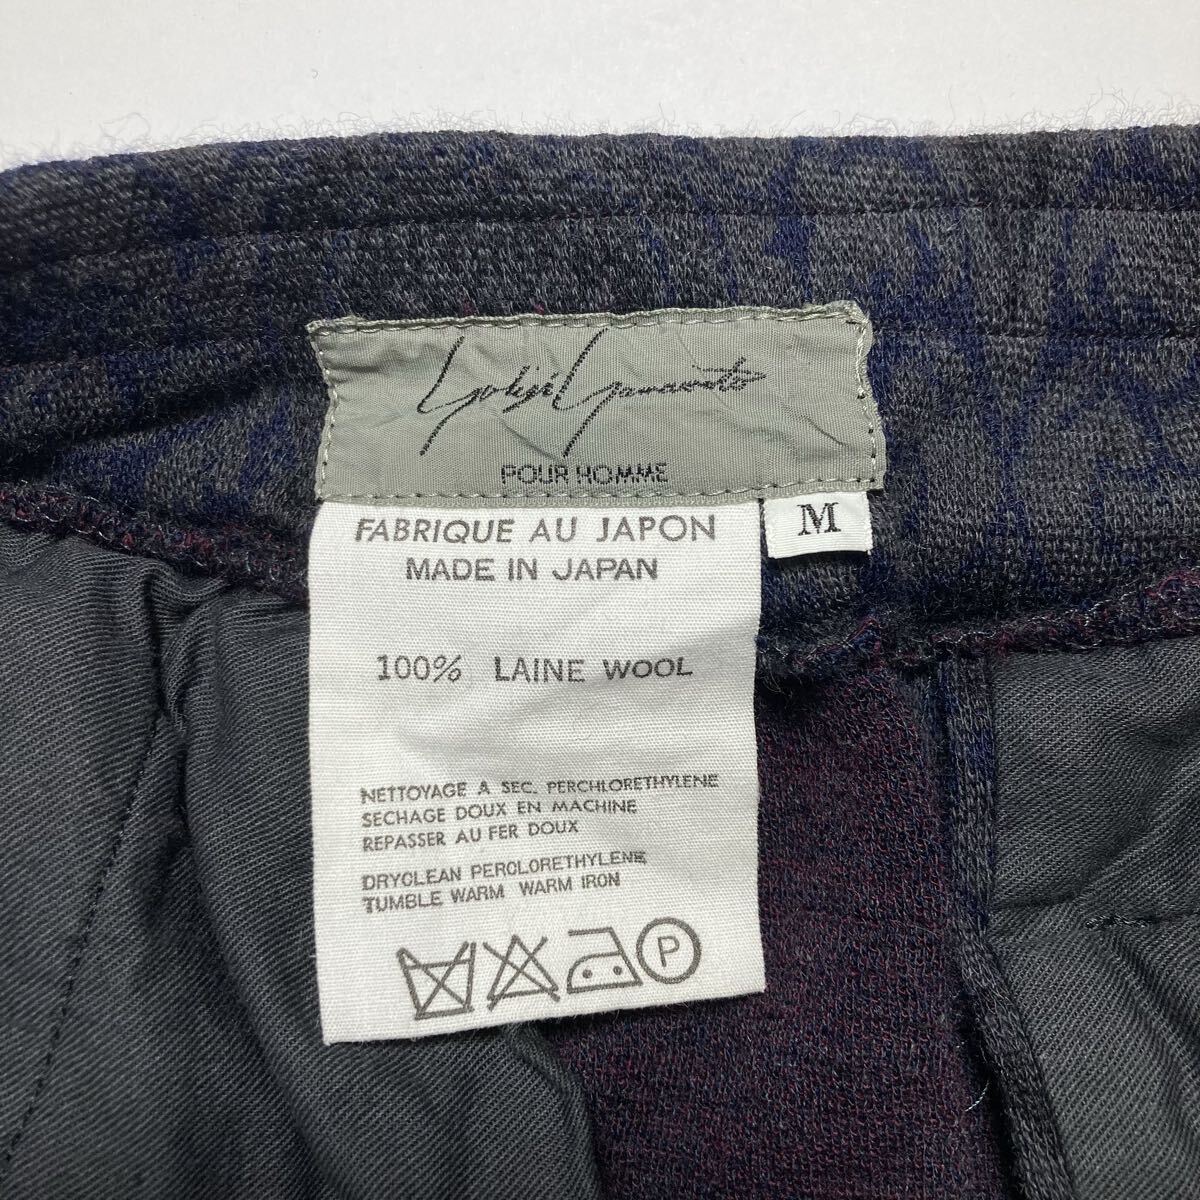 Yohji Yamamoto
POUR HOMME
M
FABRIQUE AU JAPON
MADE IN JAPAN
100% LAINE WOOL
NETTOYAGE A SEC. PERCHLORETHYLENE
SECHAGE DOUX EN MACHINE
REPASSER AU FER DOUX
DRYCLEAN PERCLORETHYLENE
TUMBLE WARM WARM IRON
P